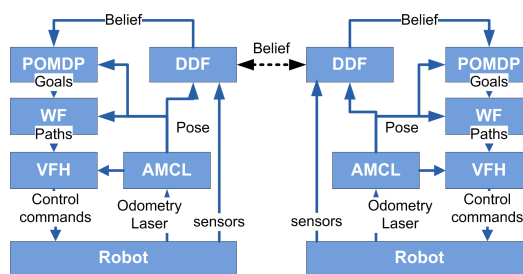 Belief
Belief
Belief
POMDP
DDF
DDF
POMDP
Goals
Goals
WF
WF
Paths
Pose
Pose
Paths
VFH
AMCL
AMCL
VFH
Control
commands
Odometry
Laser
sensors
sensors
Odometry
Laser
Control
commands
Robot
Robot